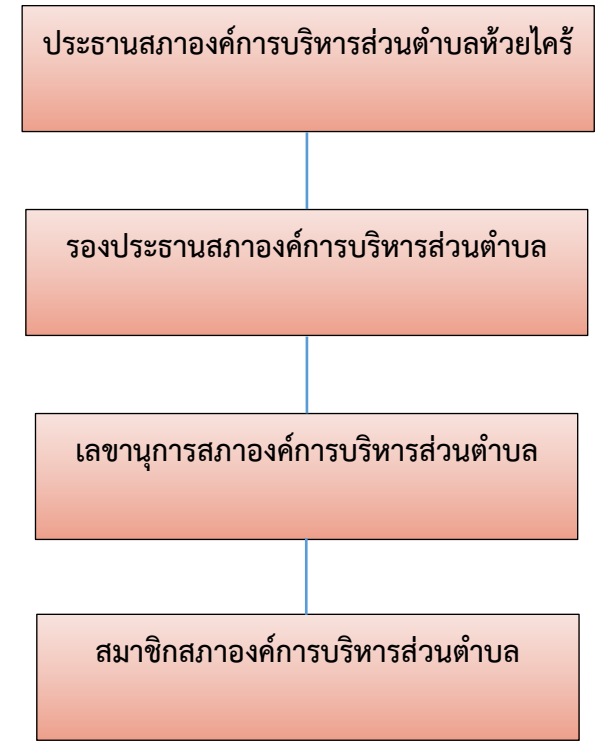 ประธานสภาองค์การบริหารส่วนตำบลห้วยไคร้
รองประธานสภาองค์การบริหารส่วนตำบล
เลขานุการสภาองค์การบริหารส่วนตำบล
สมาชิกสภาองค์การบริหารส่วนตำบล